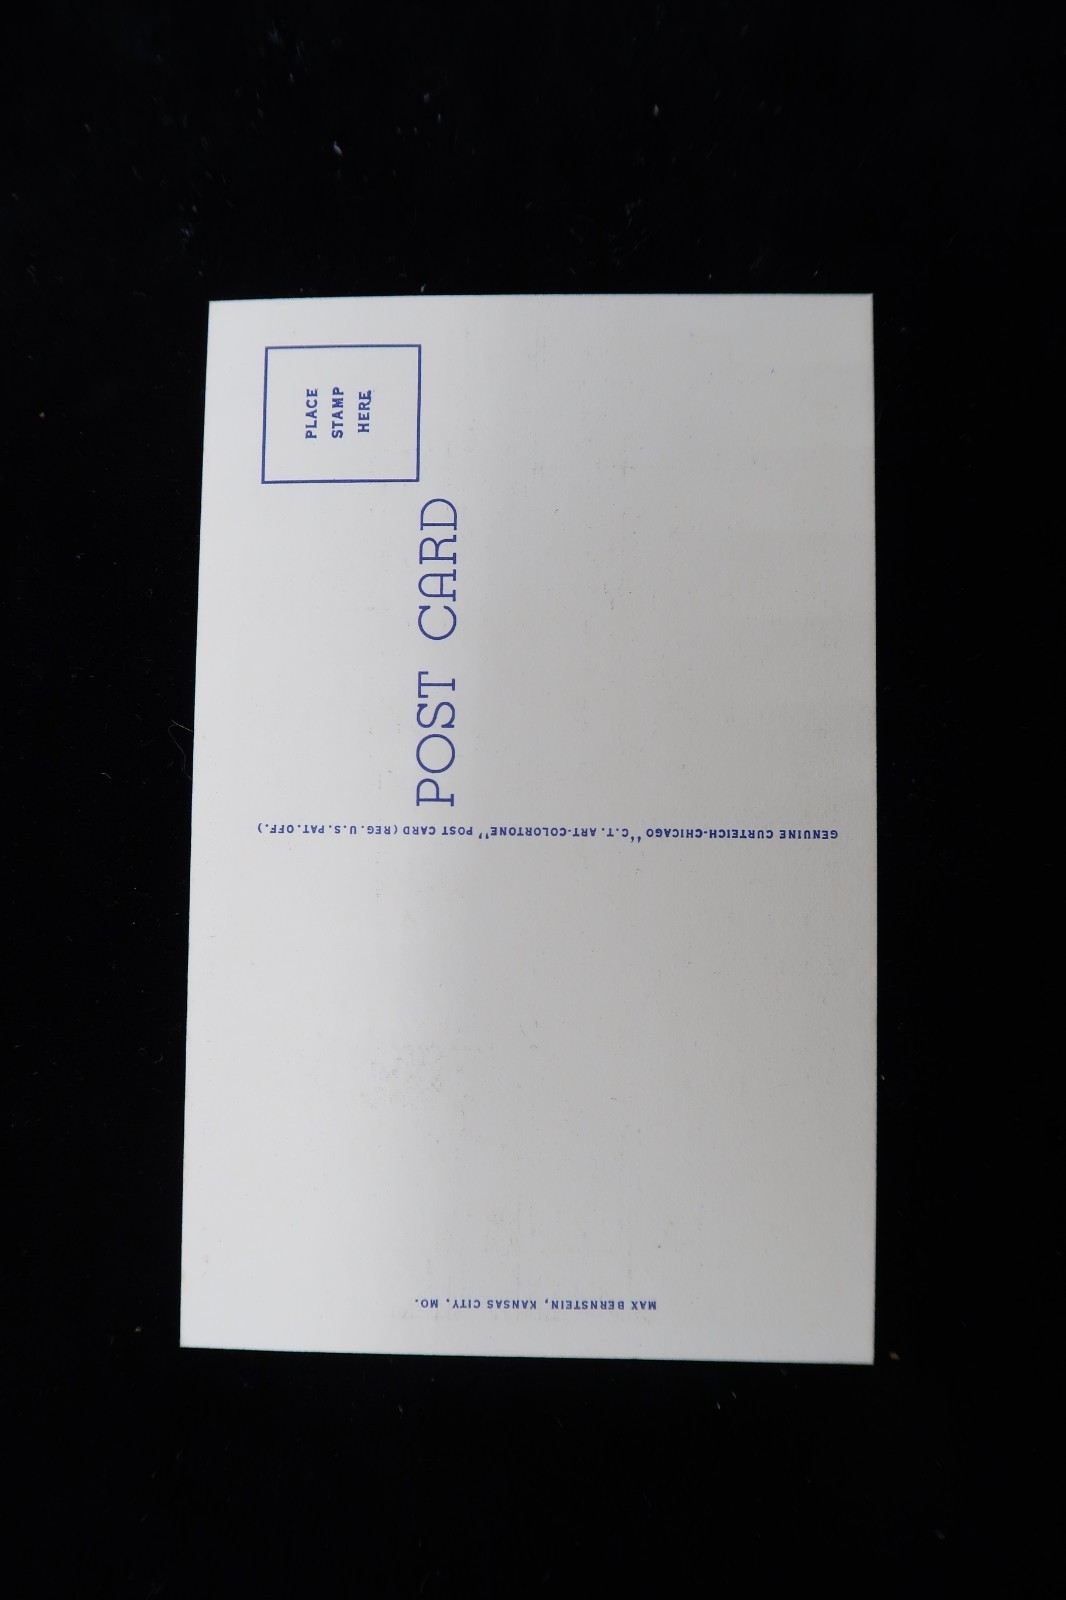 PLACE
STAMP
HERE
POST CARD
GENUINE CURTEICH-CHICAGO "C.T. ART-COLORTONE" POST CARD (REG. U.S. PAT. OFF.)
MAX BERNSTEIN, KANSAS CITY, MO.